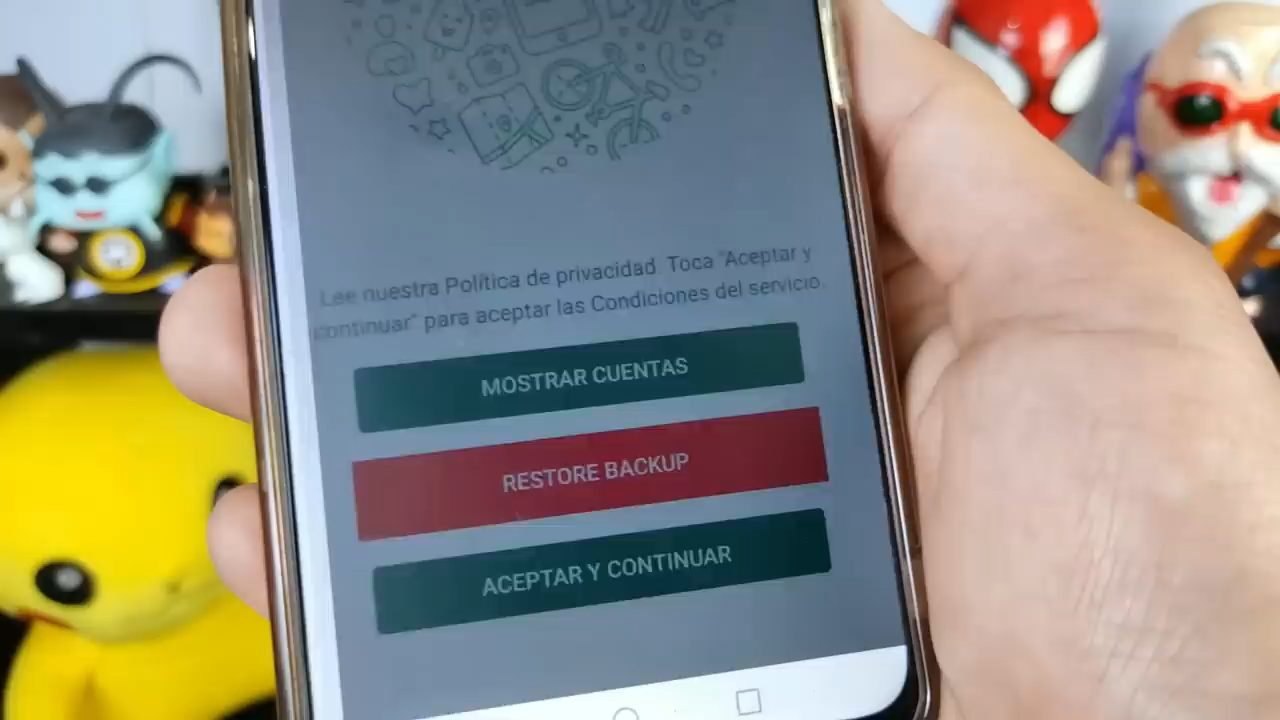 Lee nuestra Política de privacidad. Toca "Aceptar y
continuar" para aceptar las Condiciones del servicio.
MOSTRAR CUENTAS
RESTORE BACKUP
ACEPTAR Y CONTINUAR